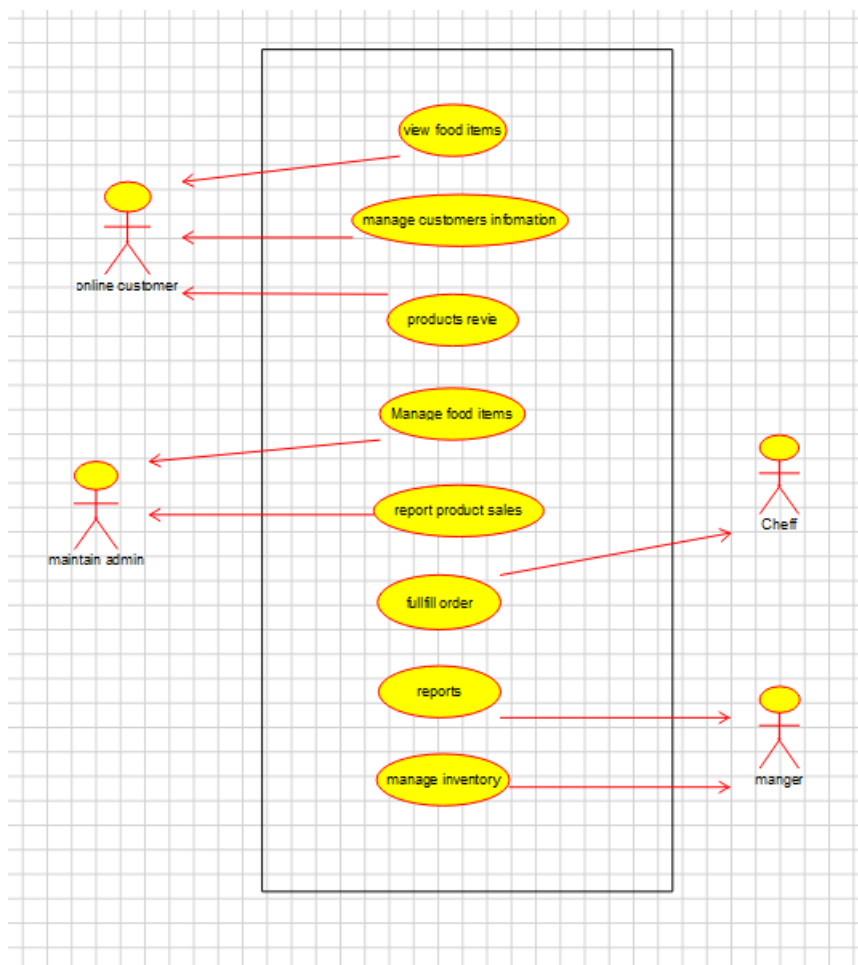 view food items
manage customers infomation
online customer
products revie
Manage food items
report product sales
Cheff
maintain admin
fullfill order
reports
manage inventory
manger